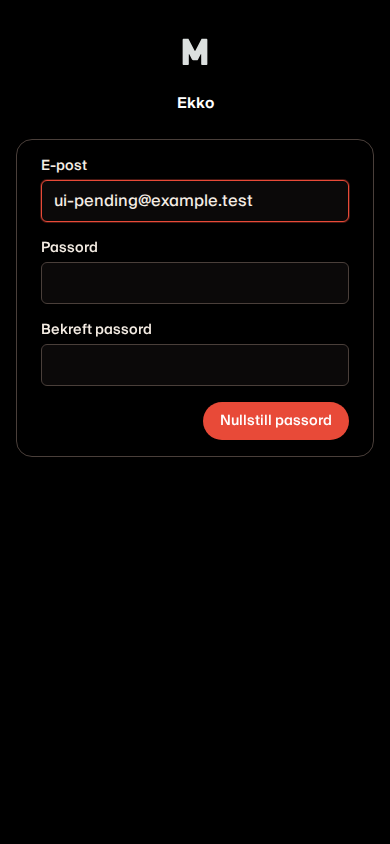 M
Ekko
E-post
ui-pending@example.test
Passord
Bekreft passord
Nullstill passord